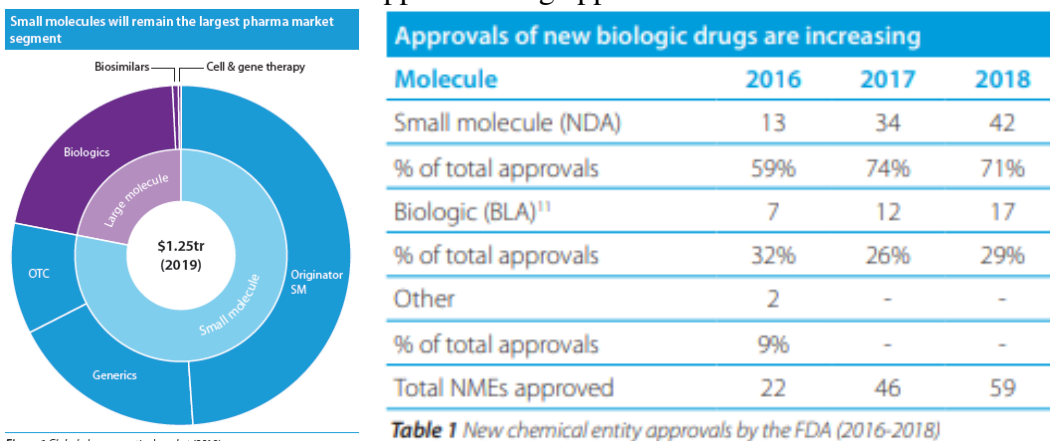 Small molecules will remain the largest pharma market
segment
Biosimilars
Cell & gene therapy
Biologics
Large molecule
$1.25tr
(2019)
OTC
Originator
SM
Small molecule
Generics
Approvals of new biologic drugs are increasing
Molecule 2016 2017 2018
Small molecule (NDA) 13 34 42
% of total approvals 59% 74% 71%
Biologic (BLA)¹¹ 7 12 17
% of total approvals 32% 26% 29%
Other 2 - -
% of total approvals 9% - -
Total NMEs approved 22 46 59
Table 1 New chemical entity approvals by the FDA (2016-2018)